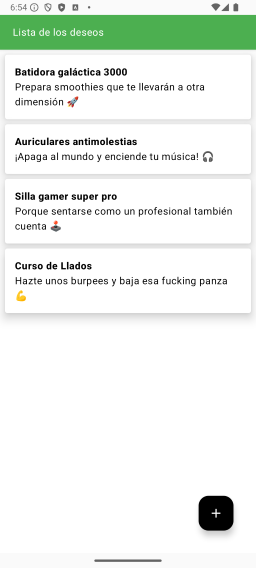 6:54
Lista de los deseos
Batidora galáctica 3000
Prepara smoothies que te llevarán a otra
dimensión 🚀
Auriculares antimolestias
¡Apaga al mundo y enciende tu música! 🎧
Silla gamer super pro
Porque sentarse como un profesional también
cuenta 🕹️
Curso de Llados
Hazte unos burpees y baja esa fucking panza
💪
+